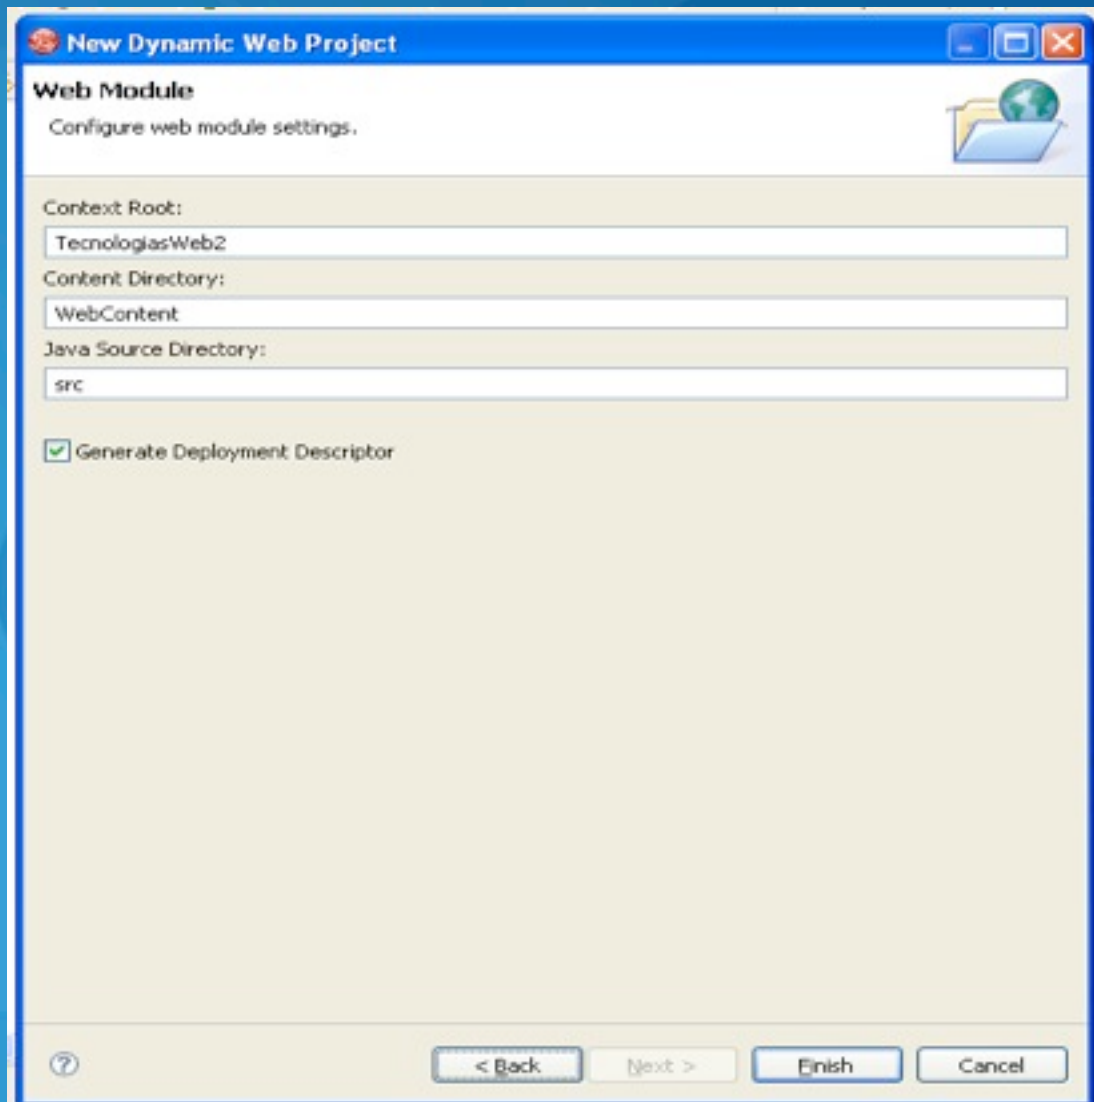 New Dynamic Web Project
Web Module
Configure web module settings.
Context Root:
TecnologiasWeb2
Content Directory:
WebContent
Java Source Directory:
src
Generate Deployment Descriptor
< Back Next > Finish Cancel